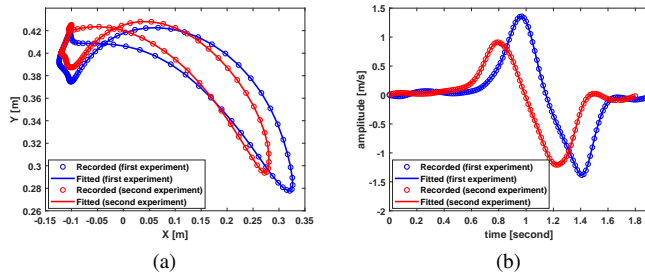 (a)
0.42
0.4
0.38
0.36
0.34
0.32
0.3
0.28
0.26
Y [m]
Recorded (first experiment)
Fitted (first experiment)
Recorded (second experiment)
Fitted (second experiment)
-0.15 -0.1 -0.05 0 0.05 0.1 0.15 0.2 0.25 0.3 0.35
X [m]
(a)
(b)
1.5
1
0.5
0
-0.5
-1
-1.5
-2
amplitude [m/s]
Recorded (first experiment)
Fitted (first experiment)
Recorded (second experiment)
Fitted (second experiment)
0 0.2 0.4 0.6 0.8 1 1.2 1.4 1.6 1.8
time [second]
(b)